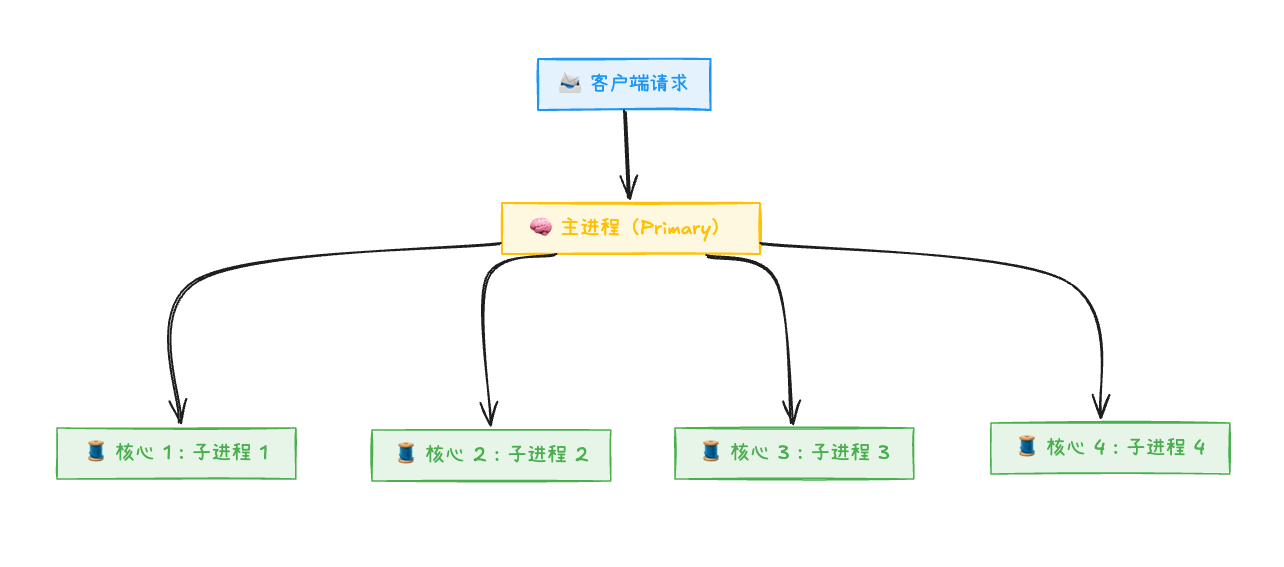 客户端请求
主进程（Primary）
核心 1：子进程 1
核心 2：子进程 2
核心 3：子进程 3
核心 4：子进程 4